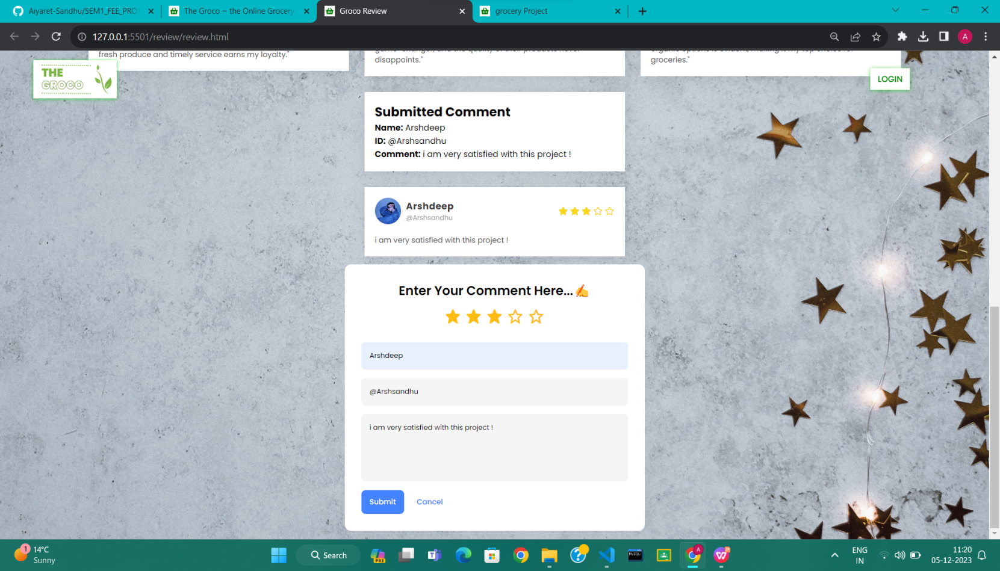 Aiyaret-Sandhu/SEM1_FEE_PROJ
The Groco ~ the Online Grocery
Groco Review
grocery Project
127.0.0.1:5501/review/review.html
A
fresh produce and timely service earns my loyalty."
disappoints."
groceries."
THE
GROCO
LOGIN
Submitted Comment
Name: Arshdeep
ID: @Arshsandhu
Comment: i am very satisfied with this project !
Arshdeep
@Arshsandhu
i am very satisfied with this project !
Enter Your Comment Here...✍
Arshdeep
@Arshsandhu
i am very satisfied with this project !
Submit
Cancel
1
14°C
Sunny
Search
PRE
MySQL
A
ENG
IN
11:20
05-12-2023